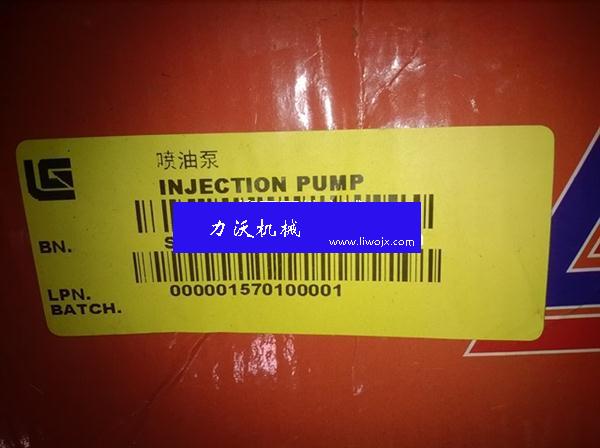 喷油泵
INJECTION PUMP
力沃机械
www.liwojx.com
BN.
LPN.
000001570100001
BATCH.